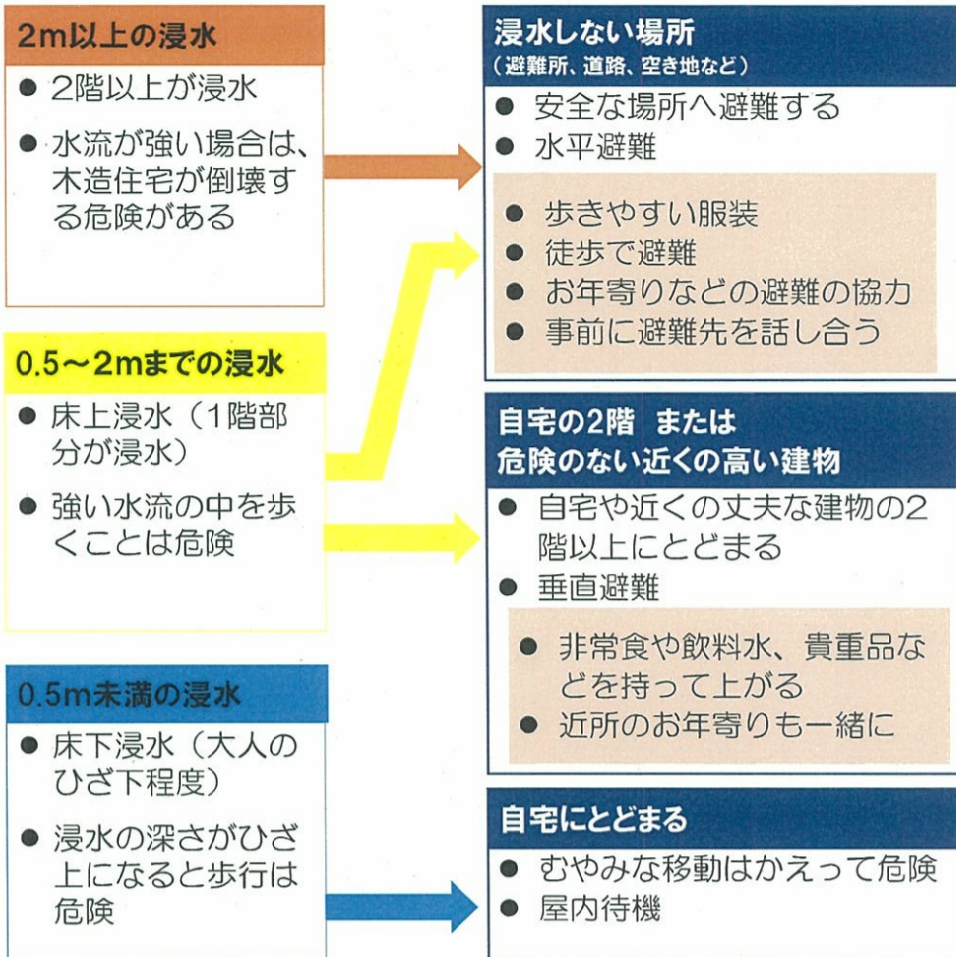 2m以上の浸水
● 2階以上が浸水
● 水流が強い場合は、
木造住宅が倒壊す
る危険がある
0.5～2mまでの浸水
● 床上浸水（1階部
分が浸水）
● 強い水流の中を歩
くことは危険
0.5m未満の浸水
● 床下浸水（大人の
ひざ下程度）
● 浸水の深さがひざ
上になると歩行は
危険
浸水しない場所
（避難所、道路、空き地など）
● 安全な場所へ避難する
● 水平避難
● 歩きやすい服装
● 徒歩で避難
● お年寄りなどの避難の協力
● 事前に避難先を話し合う
自宅の2階 または
危険のない近くの高い建物
● 自宅や近くの丈夫な建物の2
階以上にとどまる
● 垂直避難
● 非常食や飲料水、貴重品な
どを持って上がる
● 近所のお年寄りも一緒に
自宅にとどまる
● むやみな移動はかえって危険
● 屋内待機